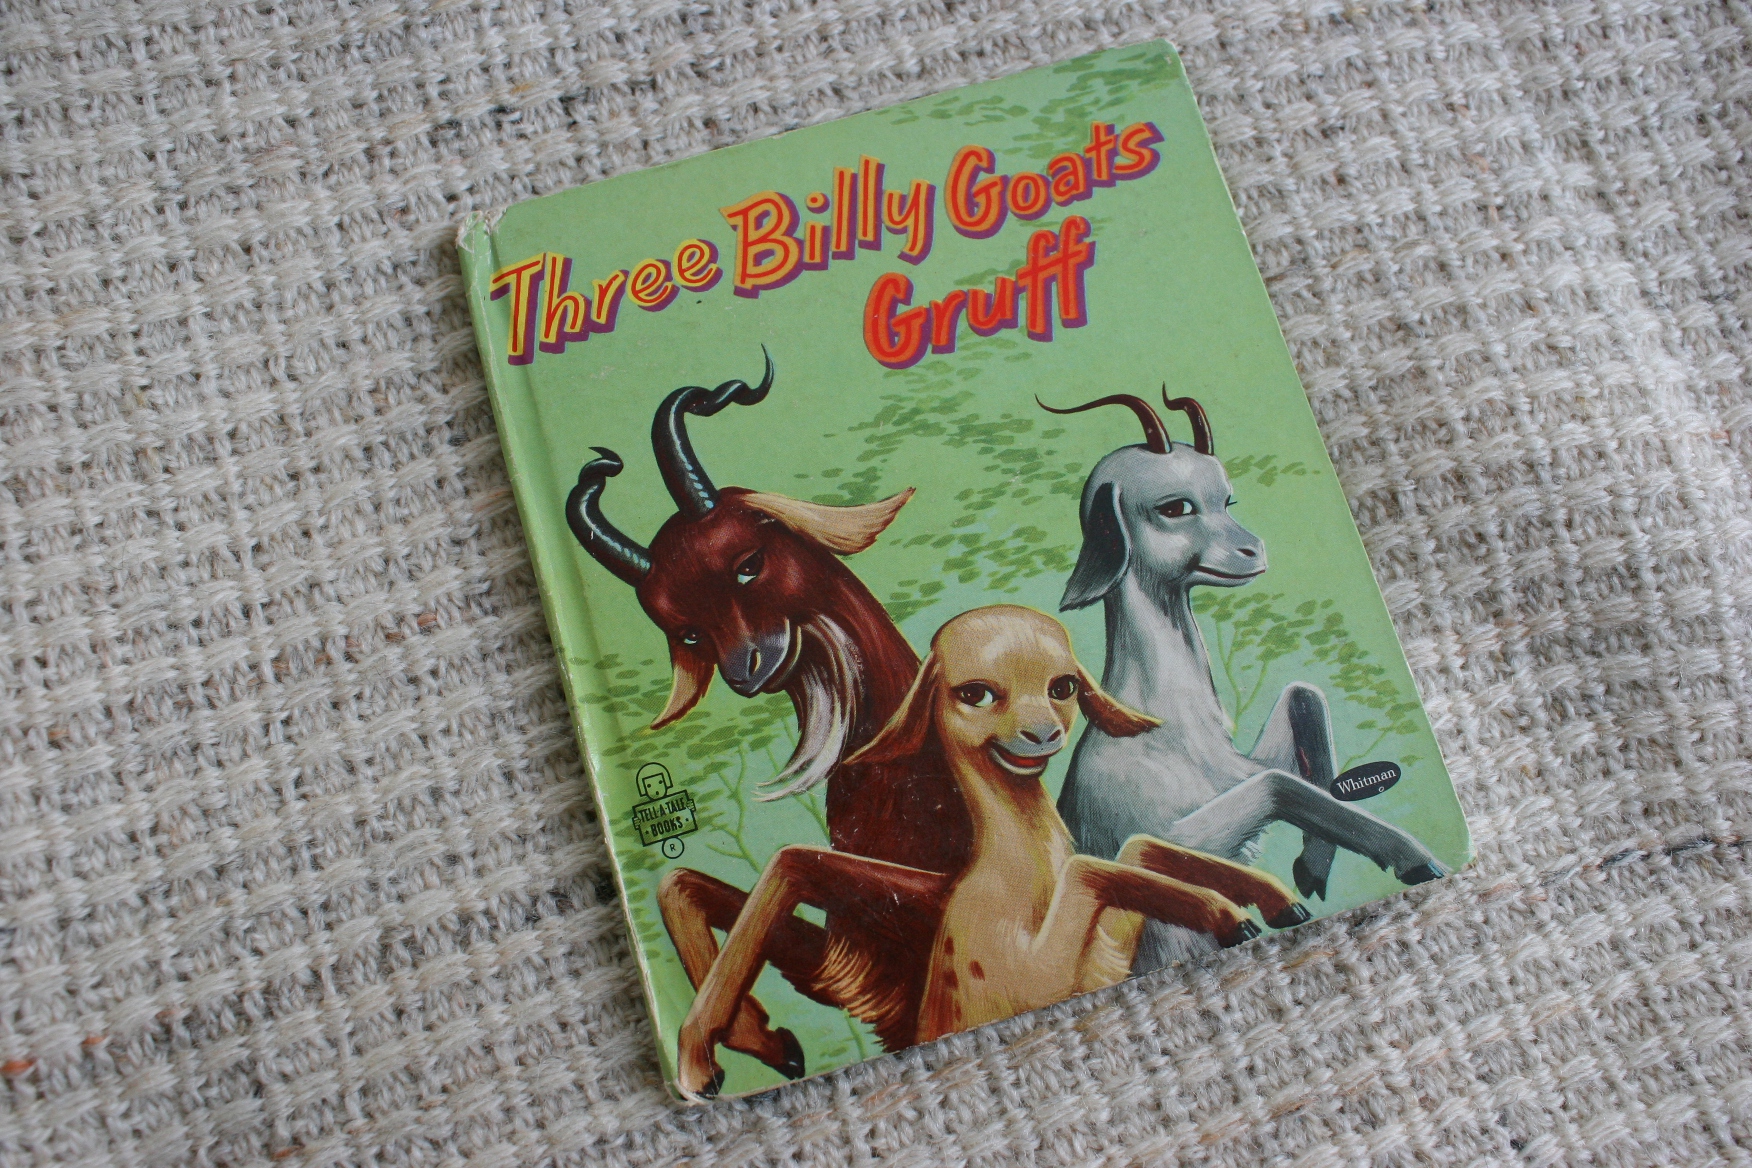 Three Billy Goats
Gruff
TELL-A-TALE
BOOKS
R
Whitman
©